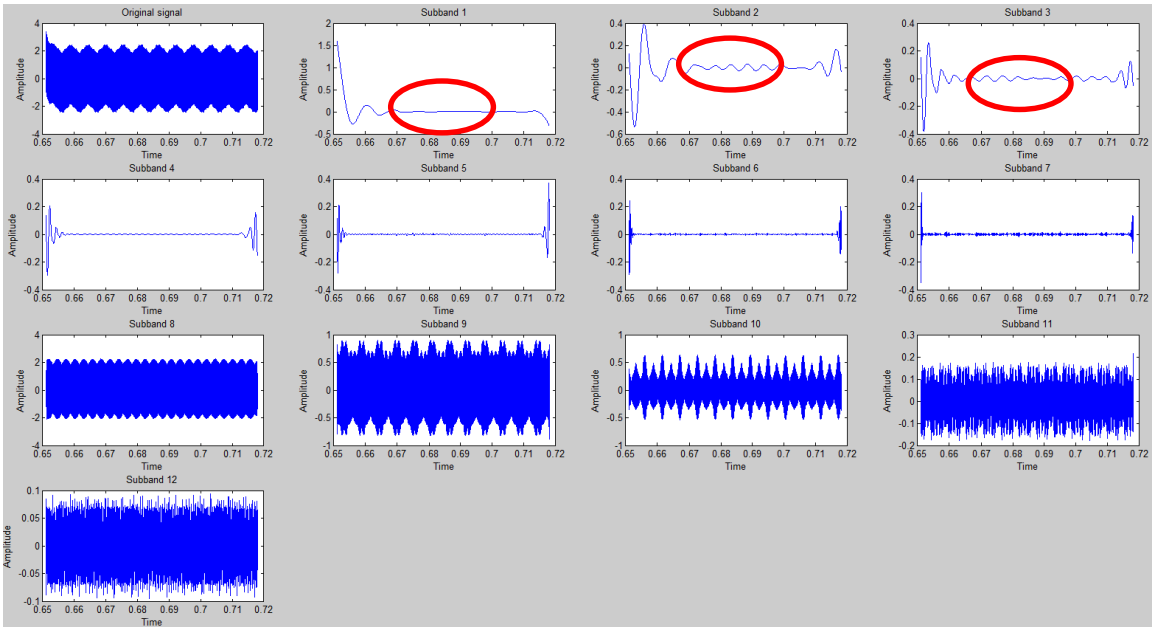 Original signal
Amplitude
4
2
0
-2
-4
0.65 0.66 0.67 0.68 0.69 0.7 0.71 0.72
Time
Subband 1
Amplitude
2
1.5
1
0.5
0
-0.5
0.65 0.66 0.67 0.68 0.69 0.7 0.71 0.72
Time
Subband 2
Amplitude
0.4
0.2
0
-0.2
-0.4
-0.6
0.65 0.66 0.67 0.68 0.69 0.7 0.71 0.72
Time
Subband 3
Amplitude
0.4
0.2
0
-0.2
-0.4
0.65 0.66 0.67 0.68 0.69 0.7 0.71 0.72
Time
Subband 4
Amplitude
0.4
0.2
0
-0.2
-0.4
0.65 0.66 0.67 0.68 0.69 0.7 0.71 0.72
Time
Subband 5
Amplitude
0.4
0.2
0
-0.2
-0.4
0.65 0.66 0.67 0.68 0.69 0.7 0.71 0.72
Time
Subband 6
Amplitude
0.4
0.2
0
-0.2
-0.4
0.65 0.66 0.67 0.68 0.69 0.7 0.71 0.72
Time
Subband 7
Amplitude
0.4
0.2
0
-0.2
-0.4
0.65 0.66 0.67 0.68 0.69 0.7 0.71 0.72
Time
Subband 8
Amplitude
4
2
0
-2
-4
0.65 0.66 0.67 0.68 0.69 0.7 0.71 0.72
Time
Subband 9
Amplitude
1
0.5
0
-0.5
-1
0.65 0.66 0.67 0.68 0.69 0.7 0.71 0.72
Time
Subband 10
Amplitude
1
0.5
0
-0.5
-1
0.65 0.66 0.67 0.68 0.69 0.7 0.71 0.72
Time
Subband 11
Amplitude
0.3
0.2
0.1
0
-0.1
-0.2
0.65 0.66 0.67 0.68 0.69 0.7 0.71 0.72
Time
Subband 12
Amplitude
0.1
0.05
0
-0.05
-0.1
0.65 0.66 0.67 0.68 0.69 0.7 0.71 0.72
Time